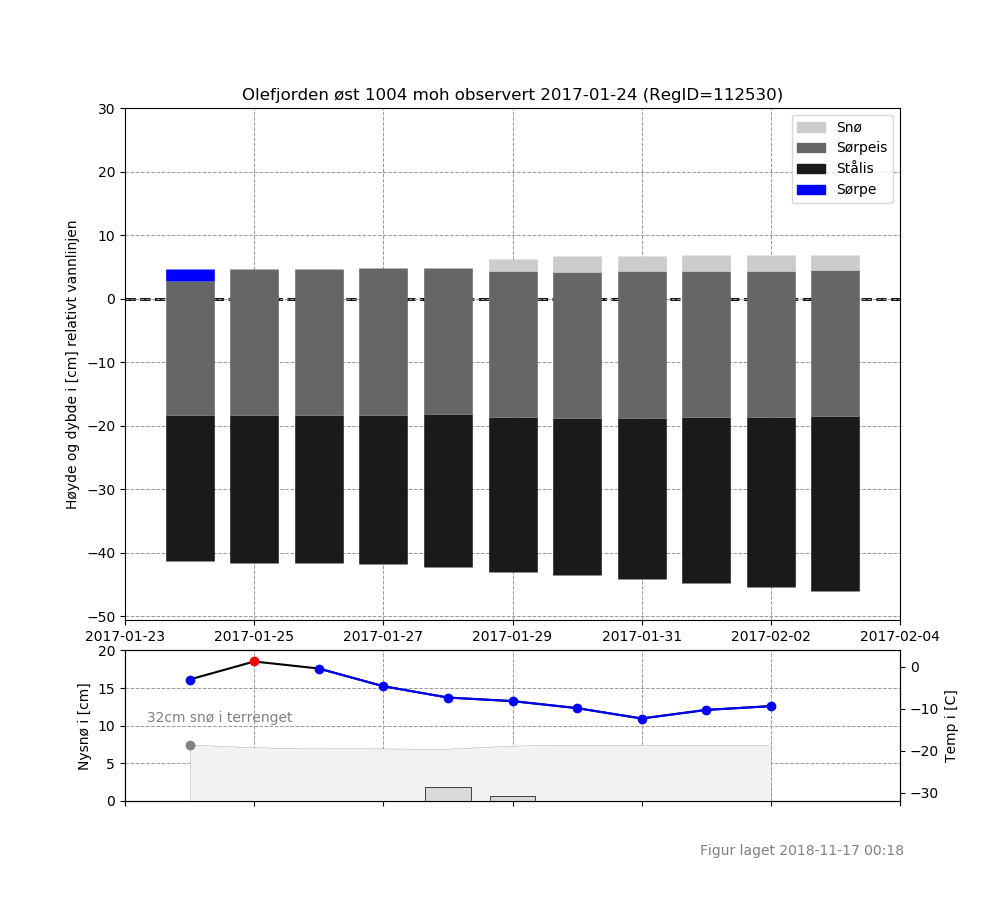 Olefjorden øst 1004 moh observert 2017-01-24 (RegID=112530)
Høyde og dybde i [cm] relativt vannlinjen
30
20
10
0
−10
−20
−30
−40
−50
Snø
Sørpeis
Stålis
Sørpe
2017-01-23 2017-01-25 2017-01-27 2017-01-29 2017-01-31 2017-02-02 2017-02-04
Nysnø i [cm]
20
15
10
5
0
32cm snø i terrenget
0
−10
−20
−30
Temp i [C]
Figur laget 2018-11-17 00:18